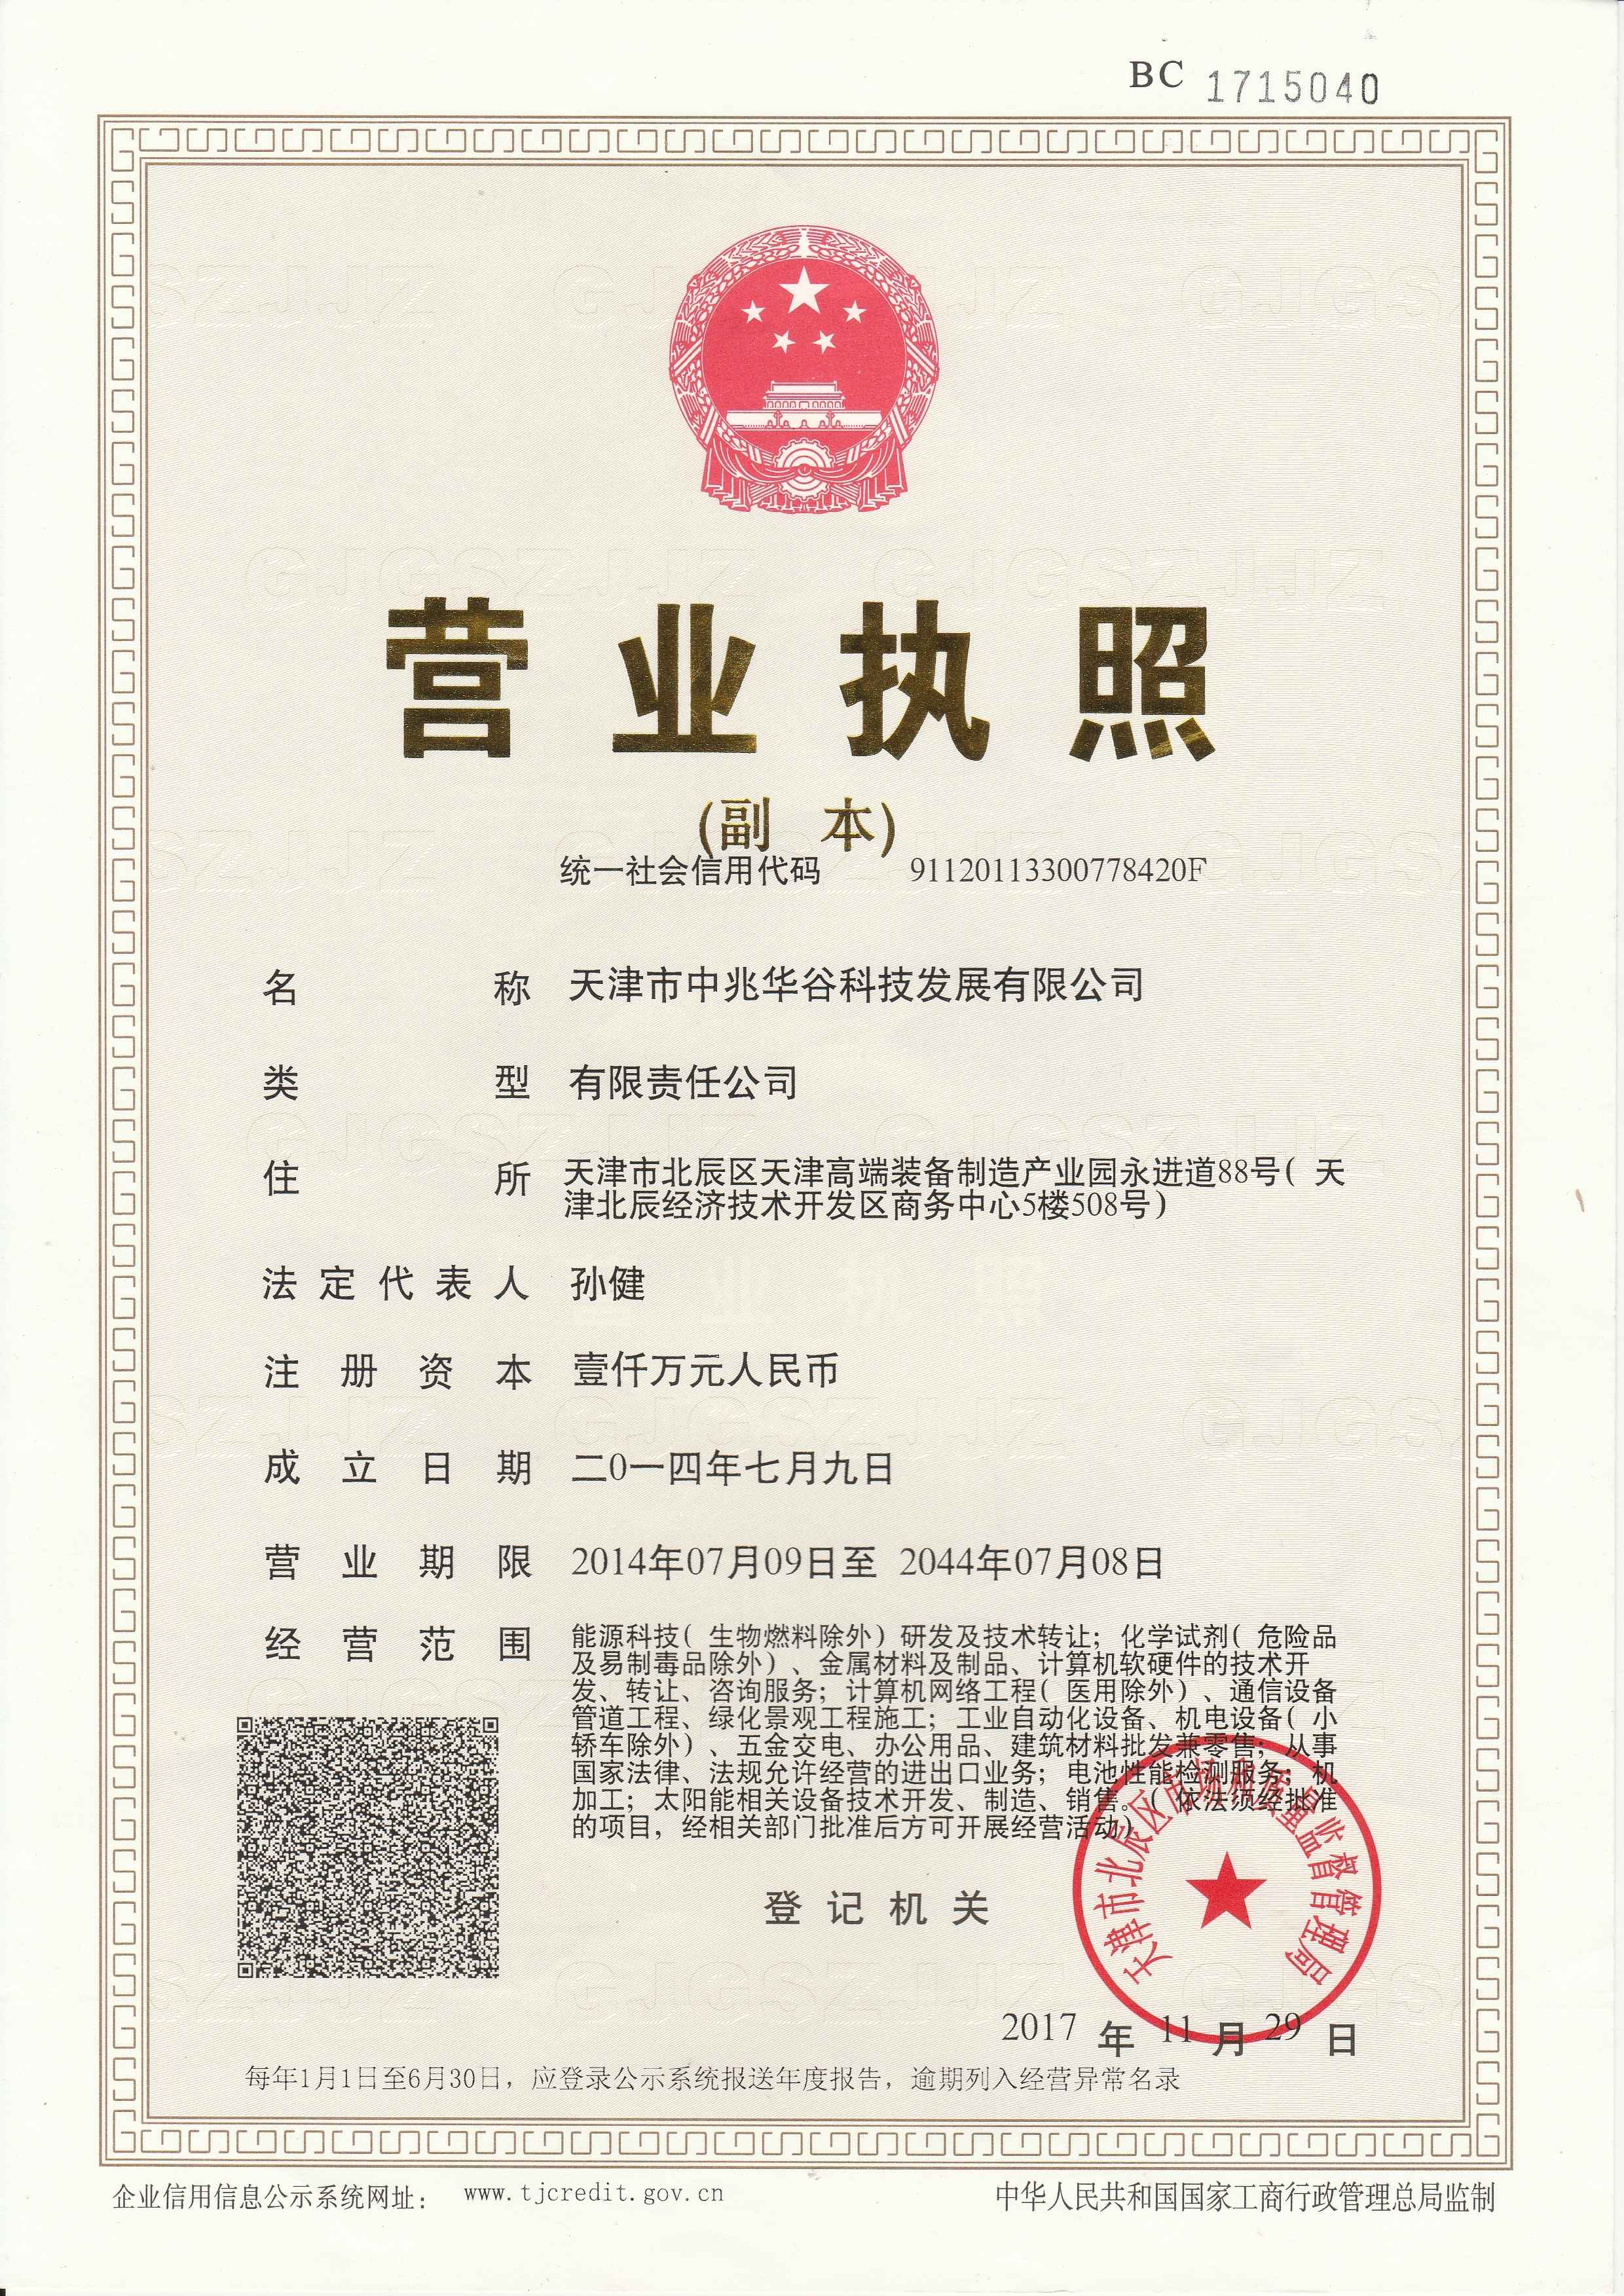 BC 1715040
营业执照
(副 本)
统一社会信用代码 91120113300778420F
名 称 天津市中兆华谷科技发展有限公司
类 型 有限责任公司
住 所 天津市北辰区天津高端装备制造产业园永进道88号( 天
津北辰经济技术开发区商务中心5楼508号)
法定代表人 孙健
注册资本 壹仟万元人民币
成立日期 二0一四年七月九日
营业期限 2014年07月09日至 2044年07月08日
经营范围 能源科技( 生物燃料除外) 研发及技术转让; 化学试剂( 危险品
及易制毒品除外) 、金属材料及制品、计算机软硬件的技术开
发、转让、咨询服务; 计算机网络工程( 医用除外) 、通信设备
管道工程、绿化景观工程施工; 工业自动化设备、机电设备( 小
轿车除外) 、五金交电、办公用品、建筑材料批发兼零售; 从事
国家法律、法规允许经营的进出口业务; 电池性能检测服务; 机
加工; 太阳能相关设备技术开发、制造、销售。( 依法须经批准
的项目, 经相关部门批准后方可开展经营活动)
天津市北辰区市场和质量监督管理局
登记机关
2017 年 11 月 29 日
每年1月1日至6月30日，应登录公示系统报送年度报告，逾期列入经营异常名录
企业信用信息公示系统网址： www.tjcredit.gov.cn
中华人民共和国国家工商行政管理总局监制